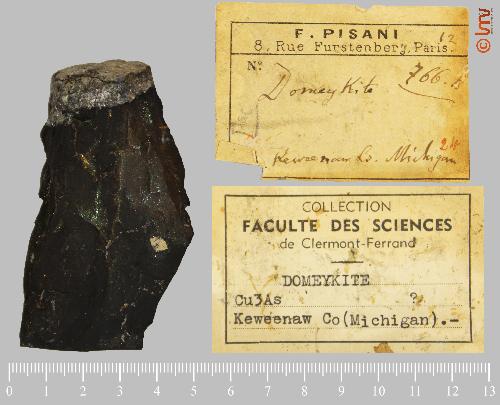 F. PISANI
8, Rue Furstenberg, Paris. 12
N°
DomeyKite 766.
Keweenaw Co. Michigan
COLLECTION
FACULTE DES SCIENCES
de Clermont-Ferrand
DOMEYKITE
Cu3As ?
Keweenaw Co(Michigan).-
0 1 2 3 4 5 6 7 8 9 10 11 12 13